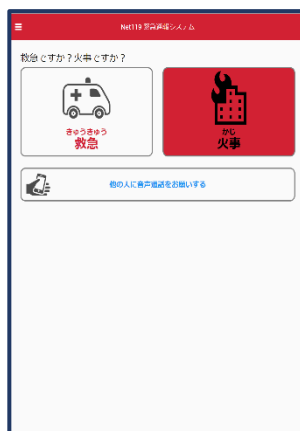 Net119 緊急通報システム
救急ですか？火事ですか？
きゅうきゅう
救急
かじ
火事
他の人に音声通話をお願いする